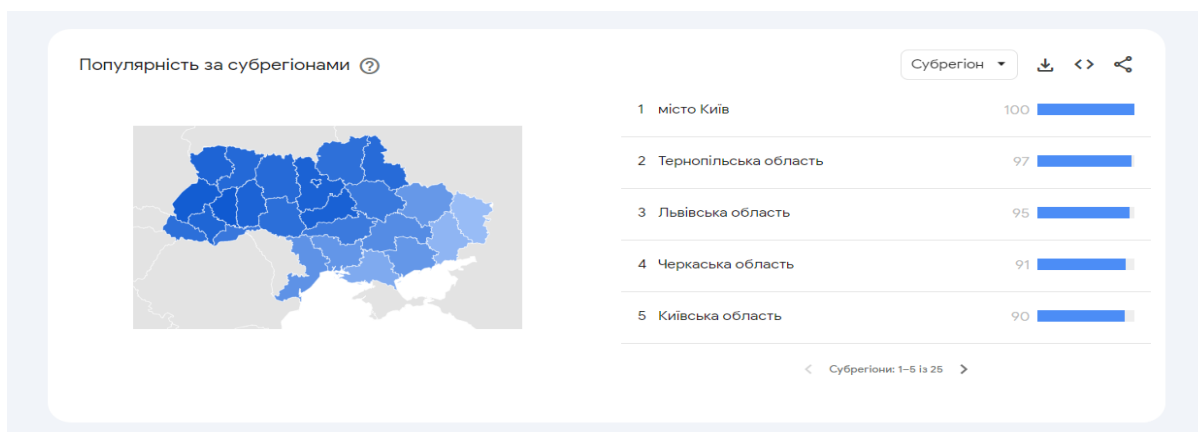 Популярність за субрегіонами ?
Субрегіон
1 місто Київ 100
2 Тернопільська область 97
3 Львівська область 95
4 Черкаська область 91
5 Київська область 90
Субрегіони: 1–5 із 25